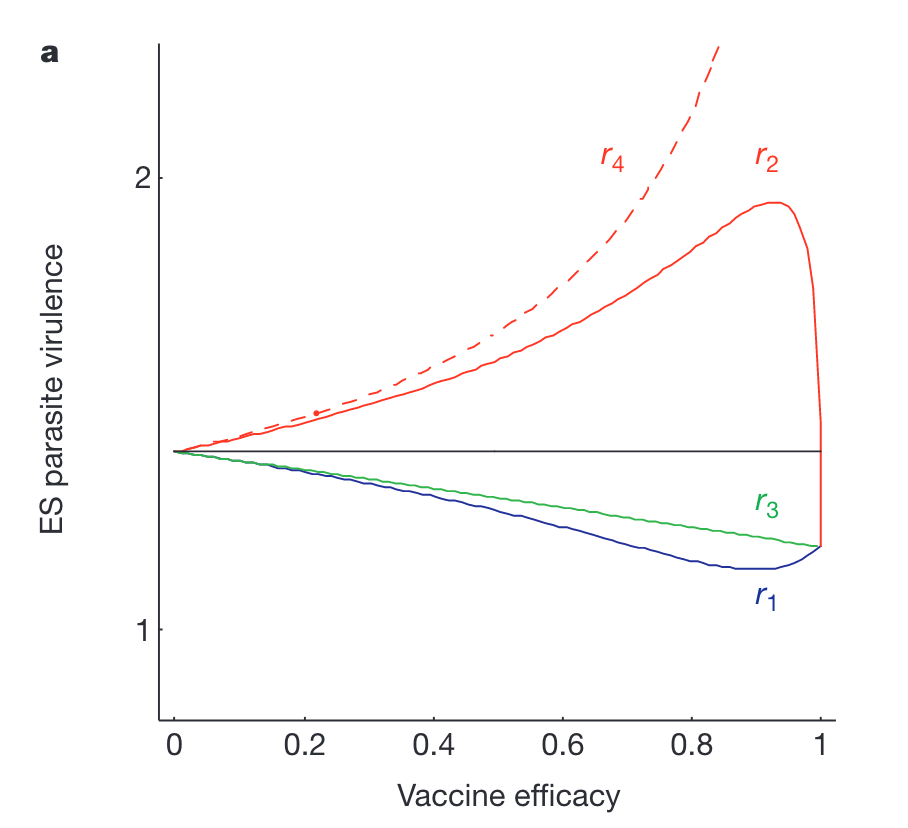 a
2
1
ES parasite virulence
r4
r2
r3
r1
0 0.2 0.4 0.6 0.8 1
Vaccine efficacy